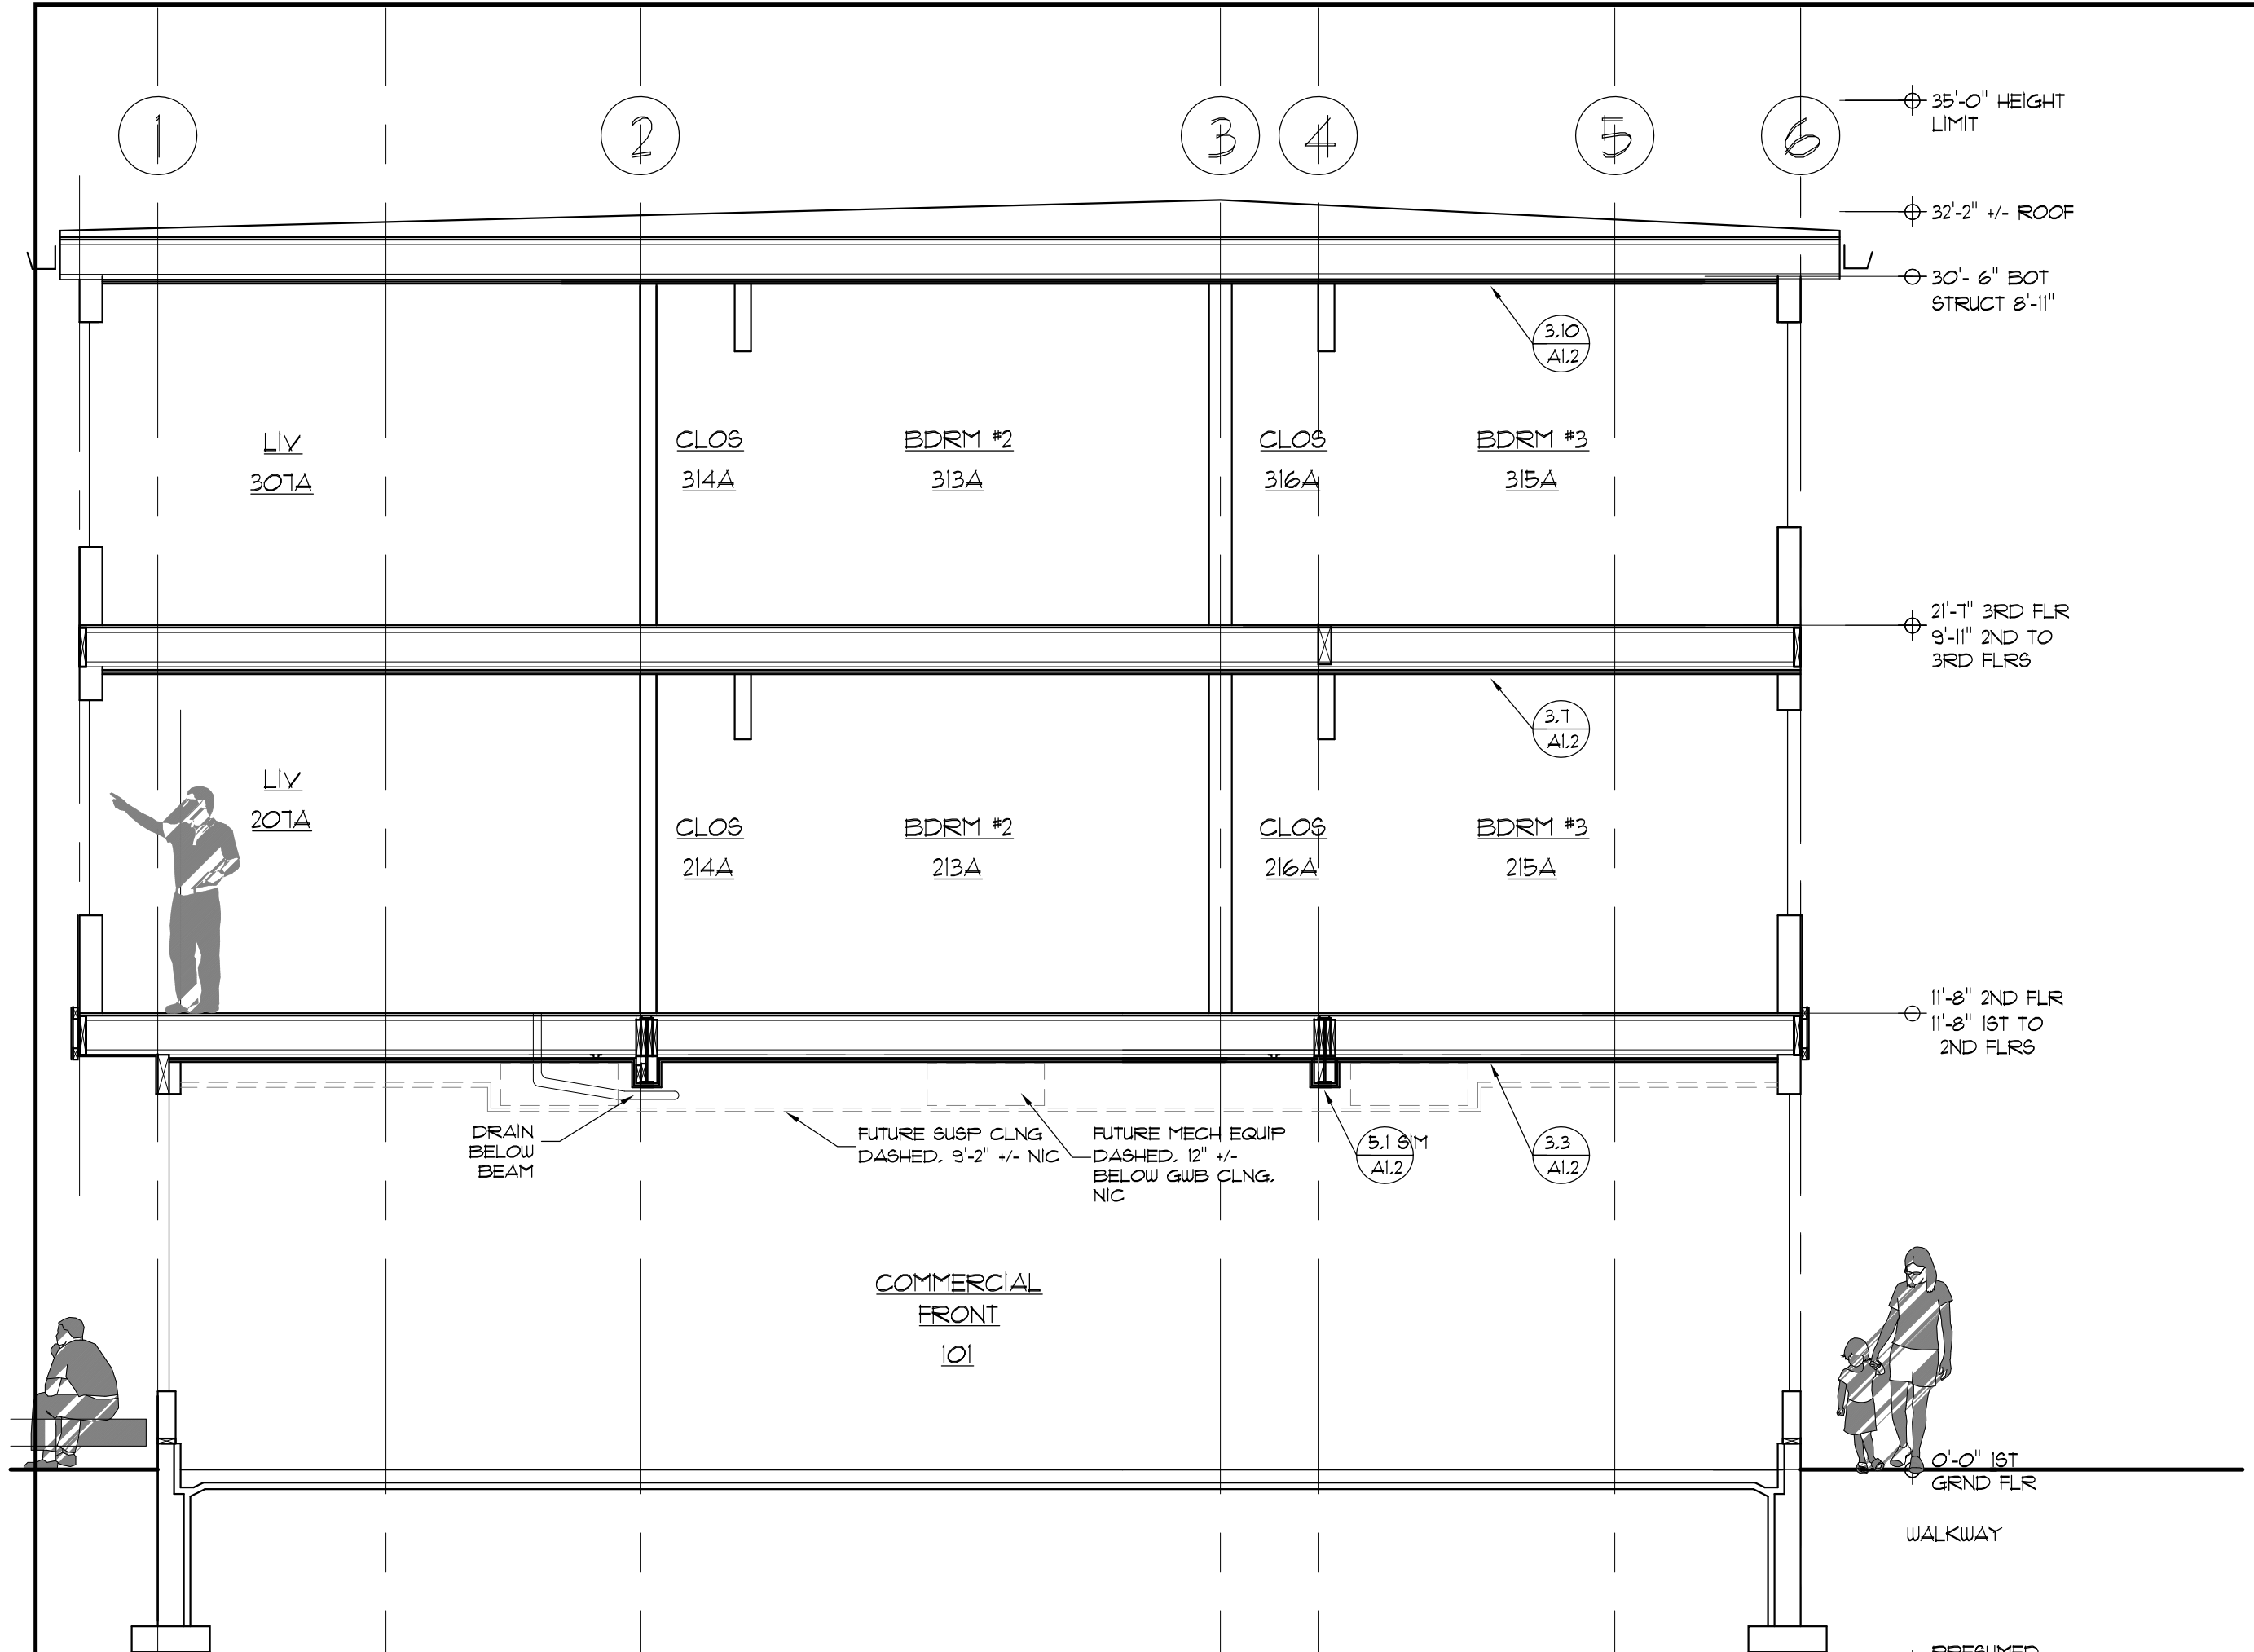 1 2 3 4 5 6
35'-0" HEIGHT
LIMIT
32'-2" +/- ROOF
30'- 6" BOT
STRUCT 8'-11"
3.10
A1.2
LIV
307A
CLOS
314A
BDRM #2
313A
CLOS
316A
BDRM #3
315A
21'-7" 3RD FLR
9'-11" 2ND TO
3RD FLRS
3.7
A1.2
LIV
207A
CLOS
214A
BDRM #2
213A
CLOS
216A
BDRM #3
215A
11'-8" 2ND FLR
11'-8" 1ST TO
2ND FLRS
DRAIN
BELOW
BEAM
FUTURE SUSP CLNG
DASHED. 9'-2" +/- NIC
FUTURE MECH EQUIP
DASHED. 12" +/-
BELOW GWB CLNG.
NIC
5.1 SIM
A1.2
3.3
A1.2
COMMERCIAL
FRONT
101
0'-0" 1ST
GRND FLR
WALKWAY
PRESUMED